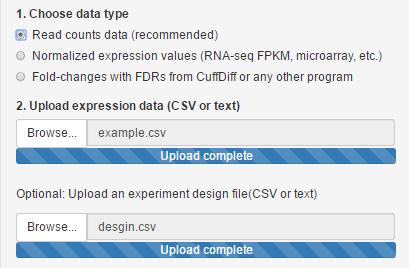 1. Choose data type
Read counts data (recommended)
Normalized expression values (RNA-seq FPKM, microarray, etc.)
Fold-changes with FDRs from CuffDiff or any other program
2. Upload expression data (CSV or text)
Browse... example.csv
Upload complete
Optional: Upload an experiment design file(CSV or text)
Browse... desgin.csv
Upload complete